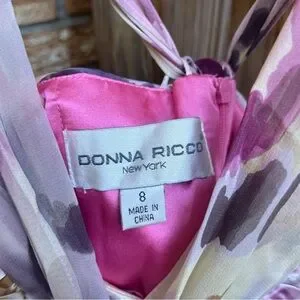 DONNA RICCO
New York
8
MADE IN
CHINA